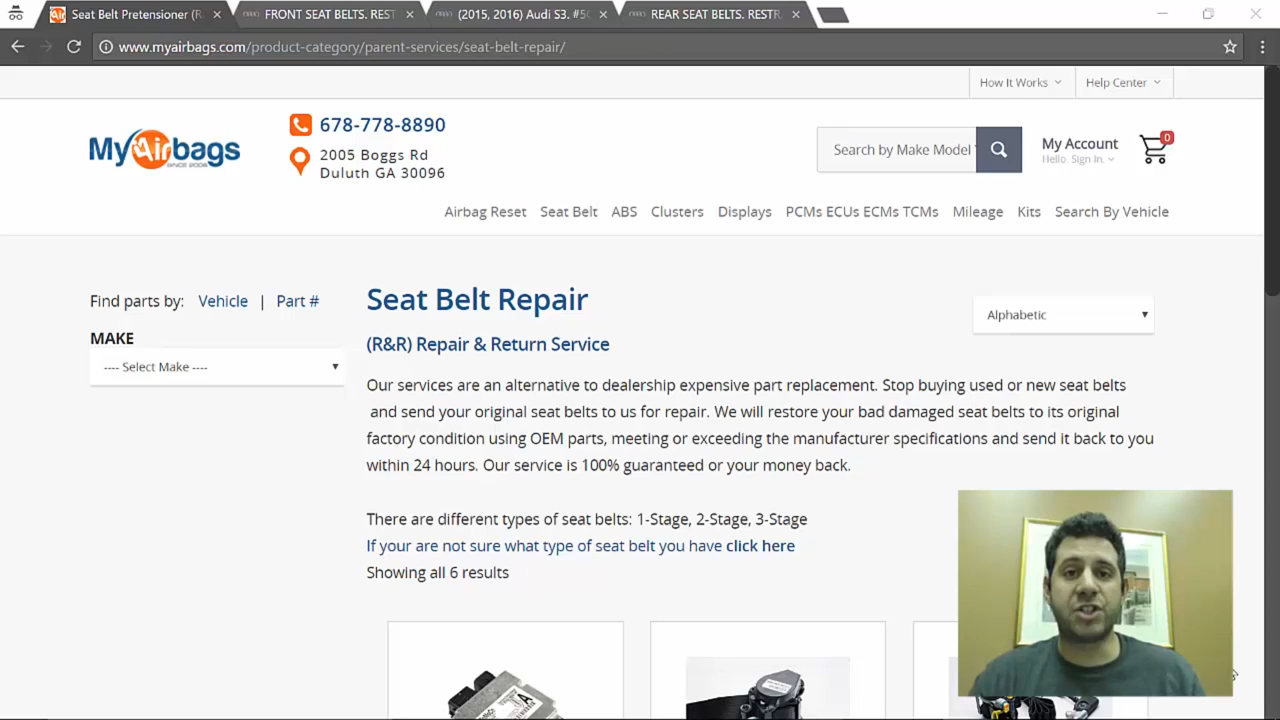 Seat Belt Pretensioner (R
FRONT SEAT BELTS. REST
(2015, 2016) Audi S3. #50
REAR SEAT BELTS. RESTR
www.myairbags.com/product-category/parent-services/seat-belt-repair/
How It Works
Help Center
MyAirbags
SINCE 2008
678-778-8890
2005 Boggs Rd
Duluth GA 30096
Search by Make Model
My Account
Hello. Sign In.
0
Airbag Reset Seat Belt ABS Clusters Displays PCMs ECUs ECMs TCMs Mileage Kits Search By Vehicle
Find parts by: Vehicle | Part #
MAKE
---- Select Make ----
Seat Belt Repair
Alphabetic
(R&R) Repair & Return Service
Our services are an alternative to dealership expensive part replacement. Stop buying used or new seat belts
and send your original seat belts to us for repair. We will restore your bad damaged seat belts to its original
factory condition using OEM parts, meeting or exceeding the manufacturer specifications and send it back to you
within 24 hours. Our service is 100% guaranteed or your money back.
There are different types of seat belts: 1-Stage, 2-Stage, 3-Stage
If your are not sure what type of seat belt you have click here
Showing all 6 results